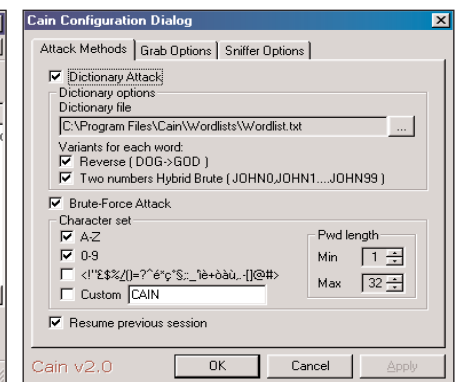 Cain Configuration Dialog
Attack Methods Grab Options Sniffer Options
Dictionary Attack
Dictionary options
Dictionary file
C:\Program Files\Cain\Wordlists\Wordlist.txt ...
Variants for each word:
Reverse ( DOG->GOD )
Two numbers Hybrid Brute ( JOHN0,JOHN1....JOHN99 )
Brute-Force Attack
Character set
Pwd length
A-Z
Min 1
0-9
<!"£$%/()=?^é*ç°§;:_'ìè+òàù,.-[]@#>
Max 32
Custom CAIN
Resume previous session
Cain v2.0 OK Cancel Apply